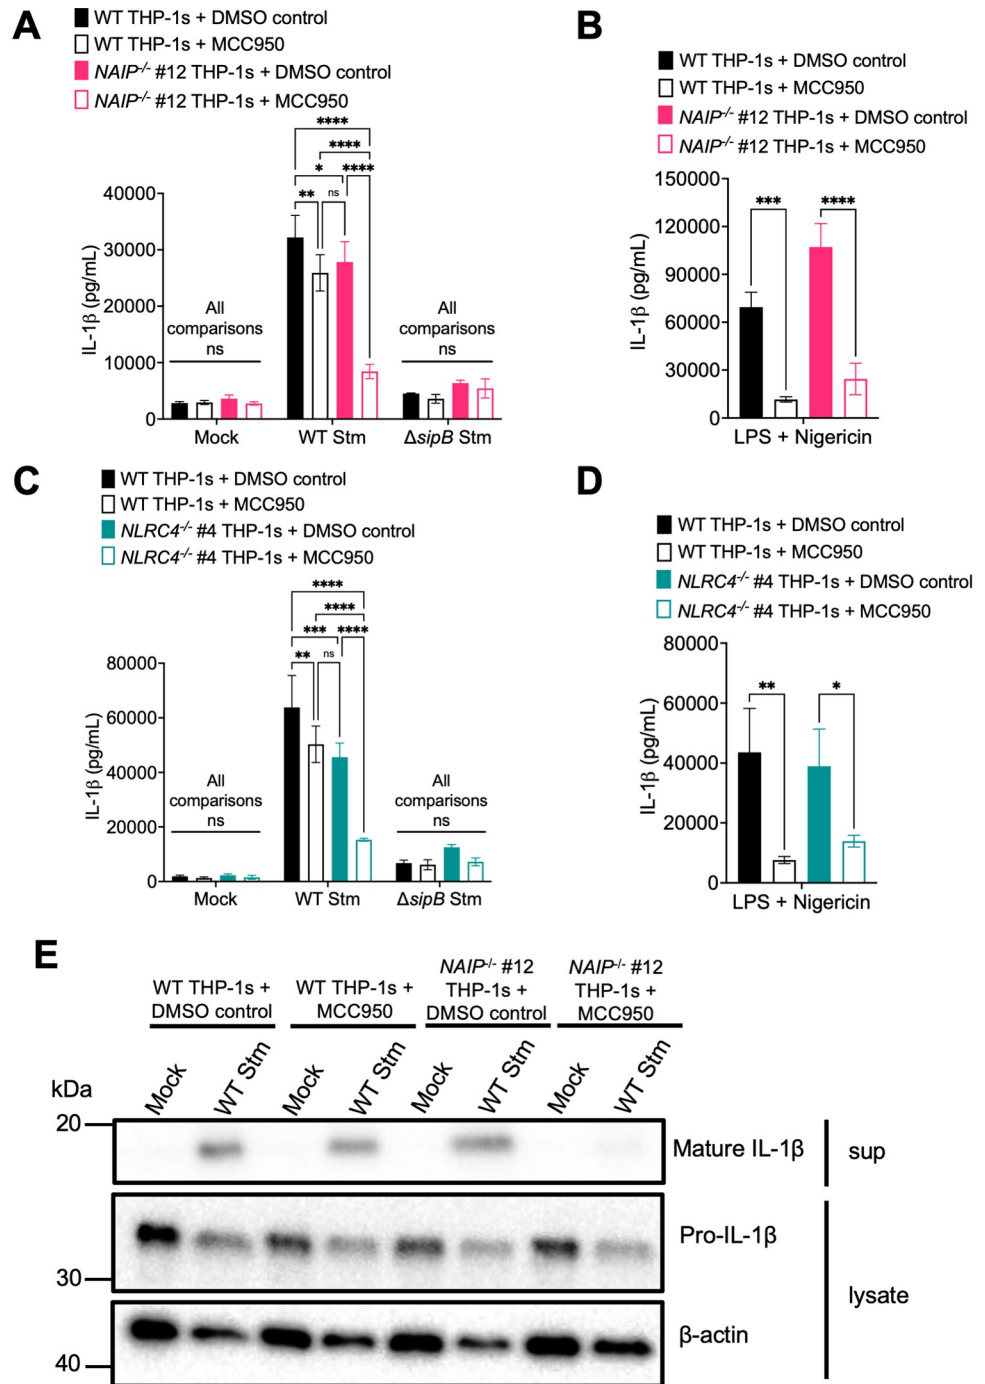 A
WT THP-1s + DMSO control
WT THP-1s + MCC950
NAIP-/- #12 THP-1s + DMSO control
NAIP-/- #12 THP-1s + MCC950
****
****
* ****
** ns
IL-1β (pg/mL)
40000
30000
20000
10000
0
All
comparisons
ns
All
comparisons
ns
Mock
WT Stm
ΔsipB Stm
B
WT THP-1s + DMSO control
WT THP-1s + MCC950
NAIP-/- #12 THP-1s + DMSO control
NAIP-/- #12 THP-1s + MCC950
IL-1β (pg/mL)
150000
120000
90000
60000
30000
0
*** ****
LPS + Nigericin
C
WT THP-1s + DMSO control
WT THP-1s + MCC950
NLRC4-/- #4 THP-1s + DMSO control
NLRC4-/- #4 THP-1s + MCC950
****
****
*** ****
** ns
IL-1β (pg/mL)
80000
60000
40000
20000
0
All
comparisons
ns
All
comparisons
ns
Mock
WT Stm
ΔsipB Stm
D
WT THP-1s + DMSO control
WT THP-1s + MCC950
NLRC4-/- #4 THP-1s + DMSO control
NLRC4-/- #4 THP-1s + MCC950
IL-1β (pg/mL)
80000
60000
40000
20000
0
** *
LPS + Nigericin
E
WT THP-1s +
DMSO control
WT THP-1s +
MCC950
NAIP-/- #12
THP-1s +
DMSO control
NAIP-/- #12
THP-1s +
MCC950
Mock
WT Stm
Mock
WT Stm
Mock
WT Stm
Mock
WT Stm
kDa
20
30
40
Mature IL-1β
sup
Pro-IL-1β
β-actin
lysate